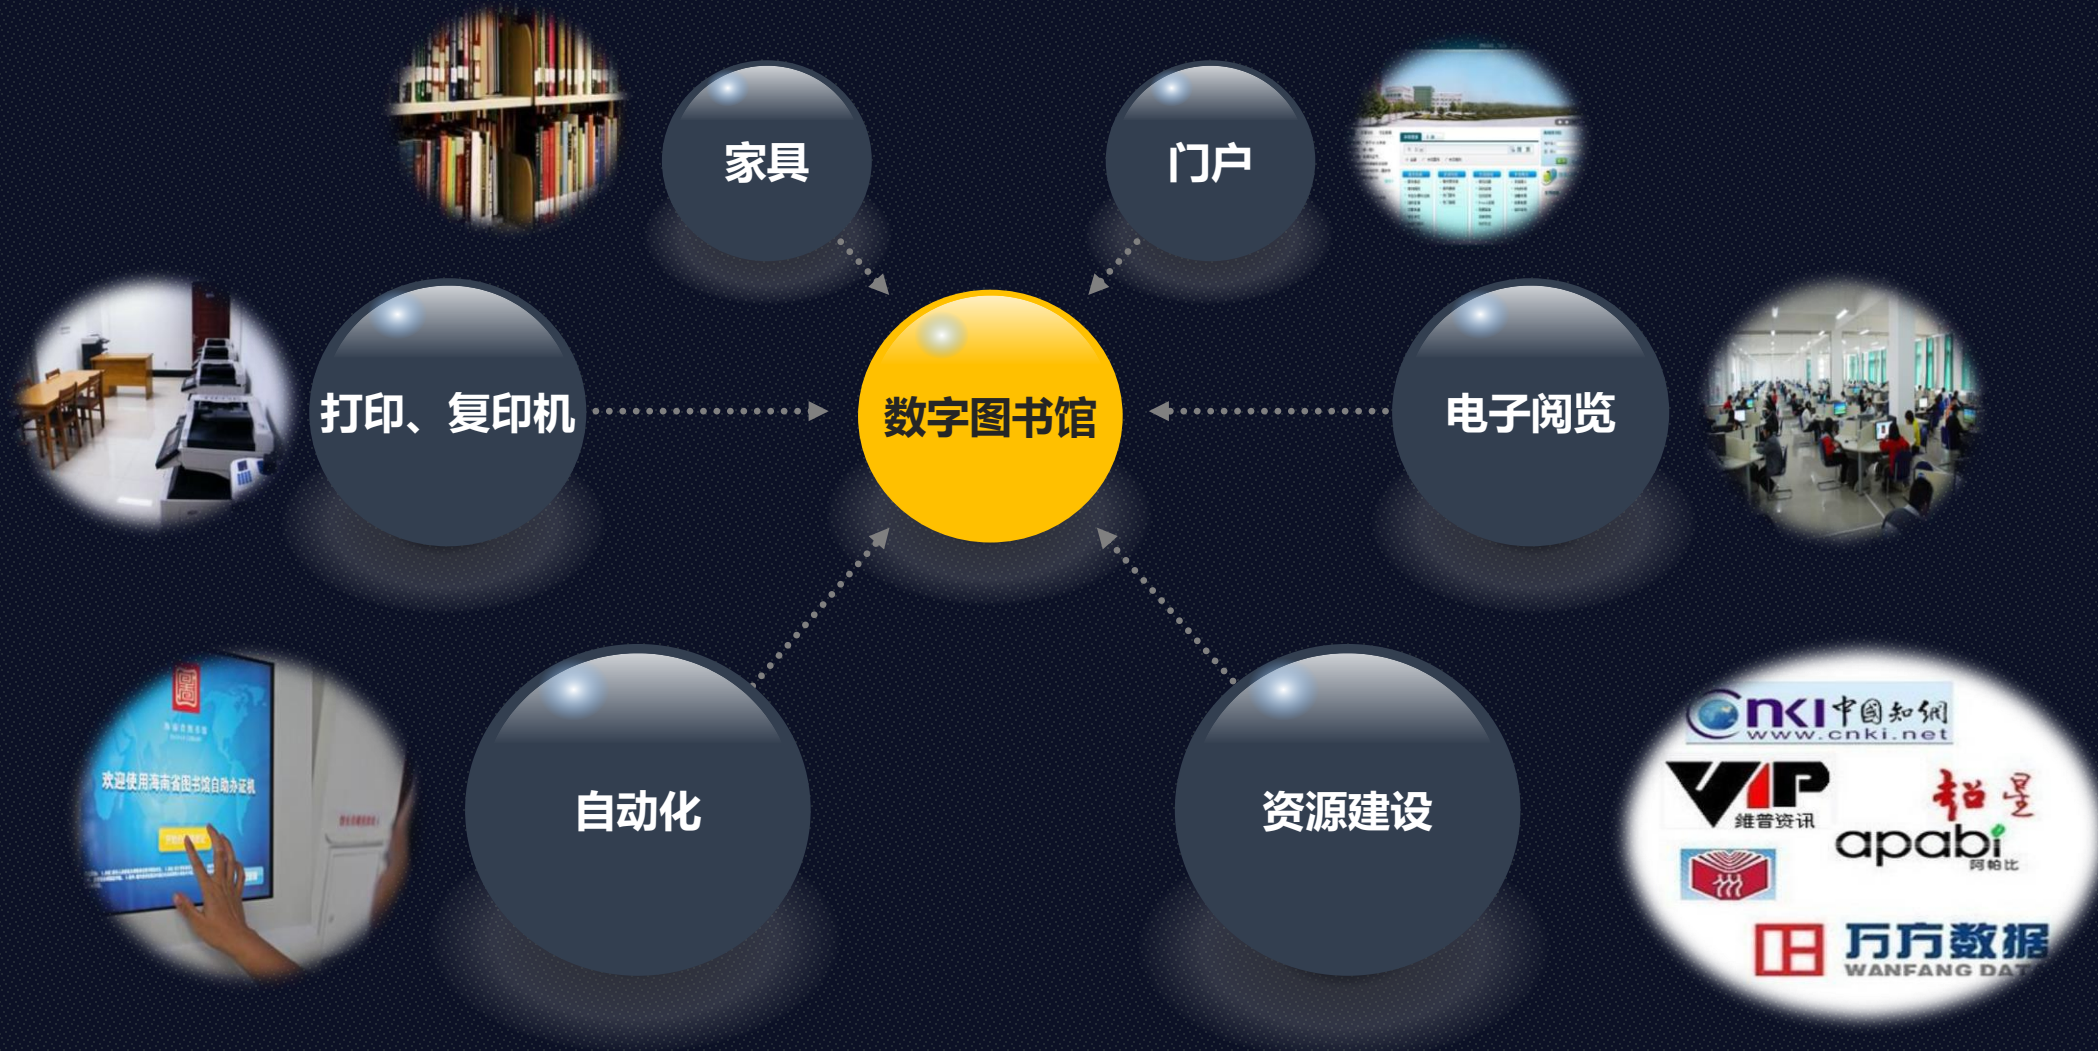 家具
门户
打印、复印机
数字图书馆
电子阅览
自动化
资源建设
欢迎使用海南省图书馆自助办证机
cnki中國知網
www.cnki.net
VIP
维普资讯
超星
apabi
阿帕比
万方数据
WANFANG DAT